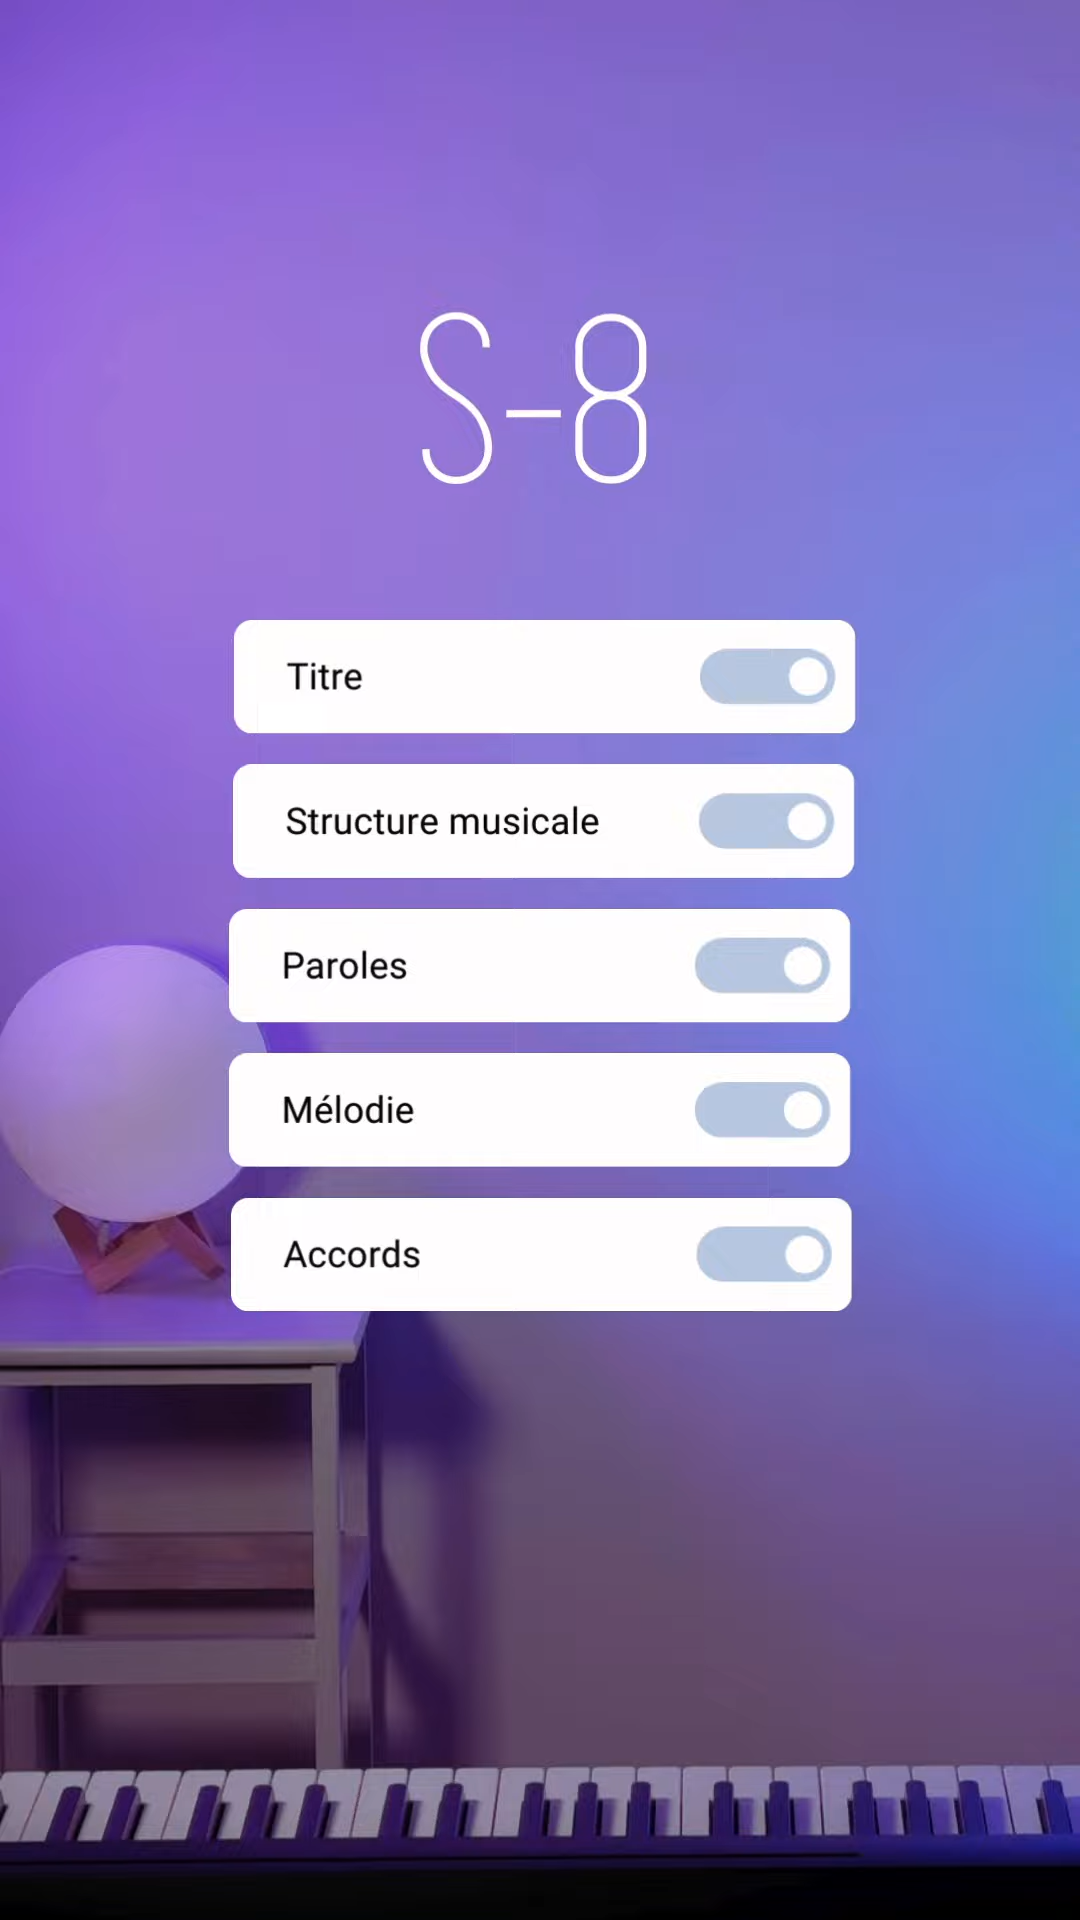 S-8
Titre
Structure musicale
Paroles
Mélodie
Accords